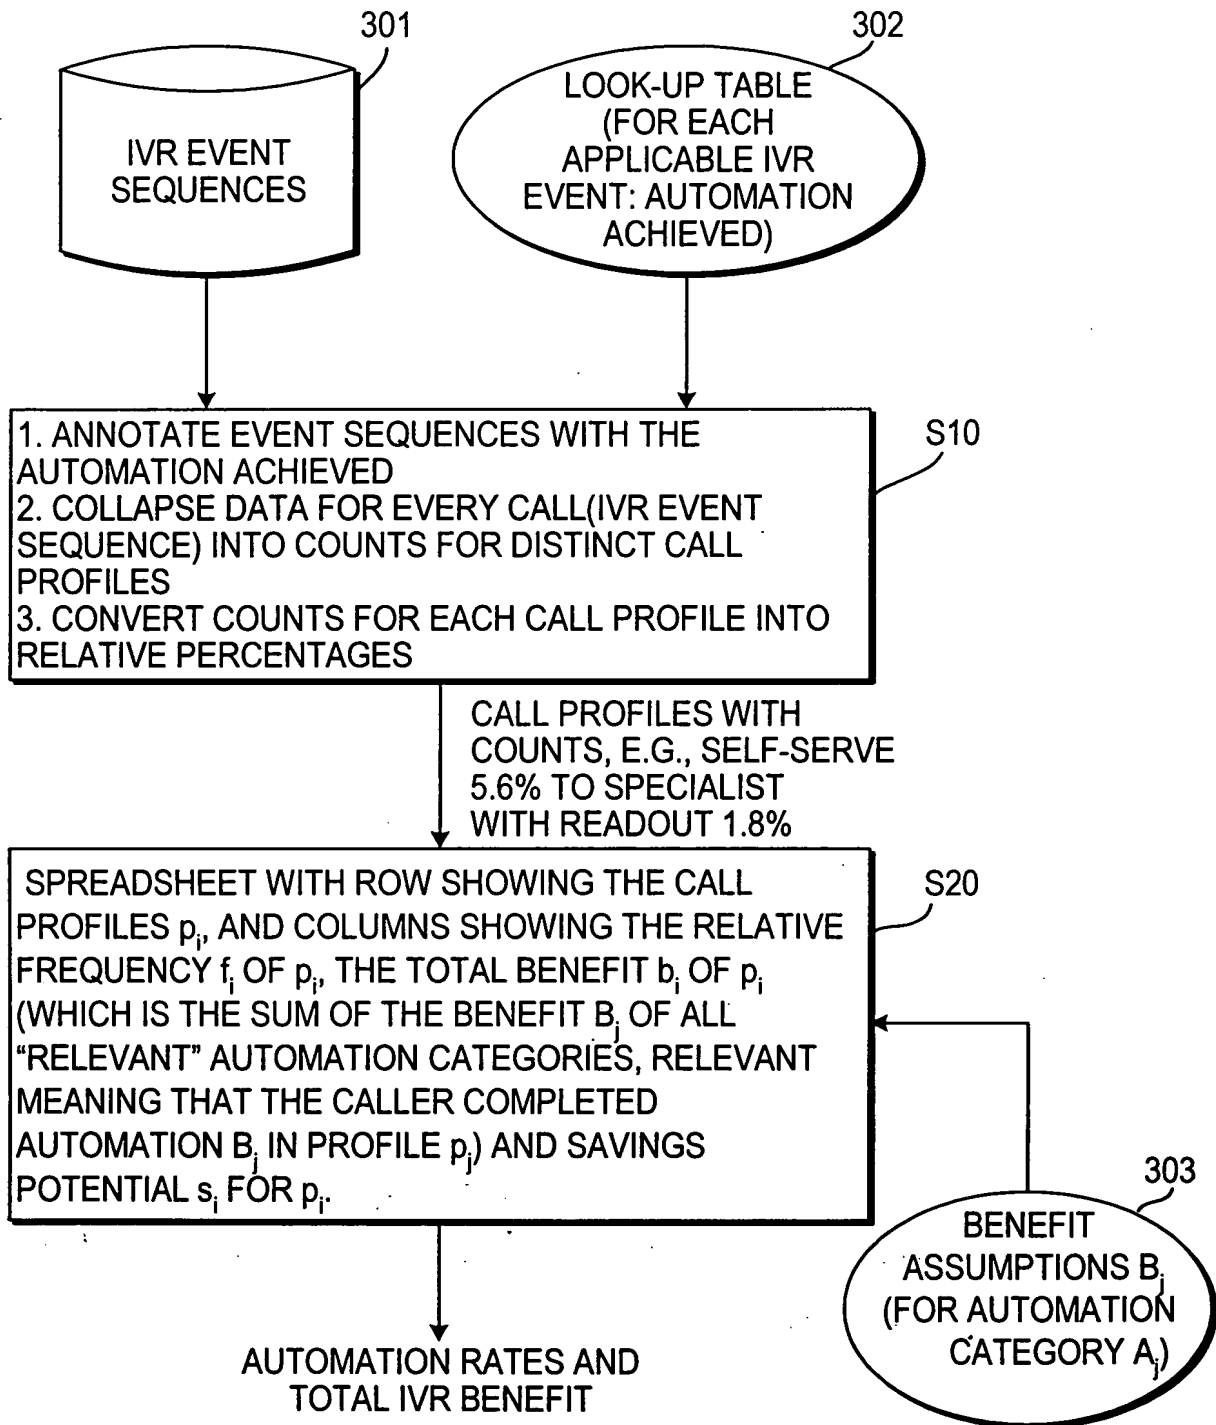 301
302
IVR EVENT
SEQUENCES
LOOK-UP TABLE
(FOR EACH
APPLICABLE IVR
EVENT: AUTOMATION
ACHIEVED)
S10
1. ANNOTATE EVENT SEQUENCES WITH THE
AUTOMATION ACHIEVED
2. COLLAPSE DATA FOR EVERY CALL(IVR EVENT
SEQUENCE) INTO COUNTS FOR DISTINCT CALL
PROFILES
3. CONVERT COUNTS FOR EACH CALL PROFILE INTO
RELATIVE PERCENTAGES
CALL PROFILES WITH
COUNTS, E.G., SELF-SERVE
5.6% TO SPECIALIST
WITH READOUT 1.8%
S20
SPREADSHEET WITH ROW SHOWING THE CALL
PROFILES pᵢ, AND COLUMNS SHOWING THE RELATIVE
FREQUENCY fᵢ OF pᵢ, THE TOTAL BENEFIT bᵢ OF pᵢ
(WHICH IS THE SUM OF THE BENEFIT Bⱼ OF ALL
“RELEVANT” AUTOMATION CATEGORIES, RELEVANT
MEANING THAT THE CALLER COMPLETED
AUTOMATION Bⱼ IN PROFILE pⱼ) AND SAVINGS
POTENTIAL sᵢ FOR pᵢ.
303
BENEFIT
ASSUMPTIONS Bⱼ
(FOR AUTOMATION
CATEGORY Aⱼ)
AUTOMATION RATES AND
TOTAL IVR BENEFIT